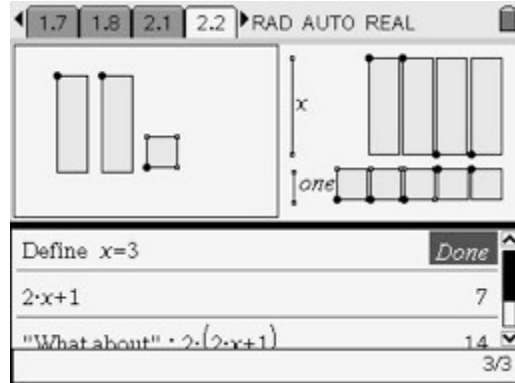 1.7 1.8 2.1 2.2 RAD AUTO REAL
x
one
Define x=3 Done
2·x+1 7
"What about" · 2·(2·x+1) 14
3/3